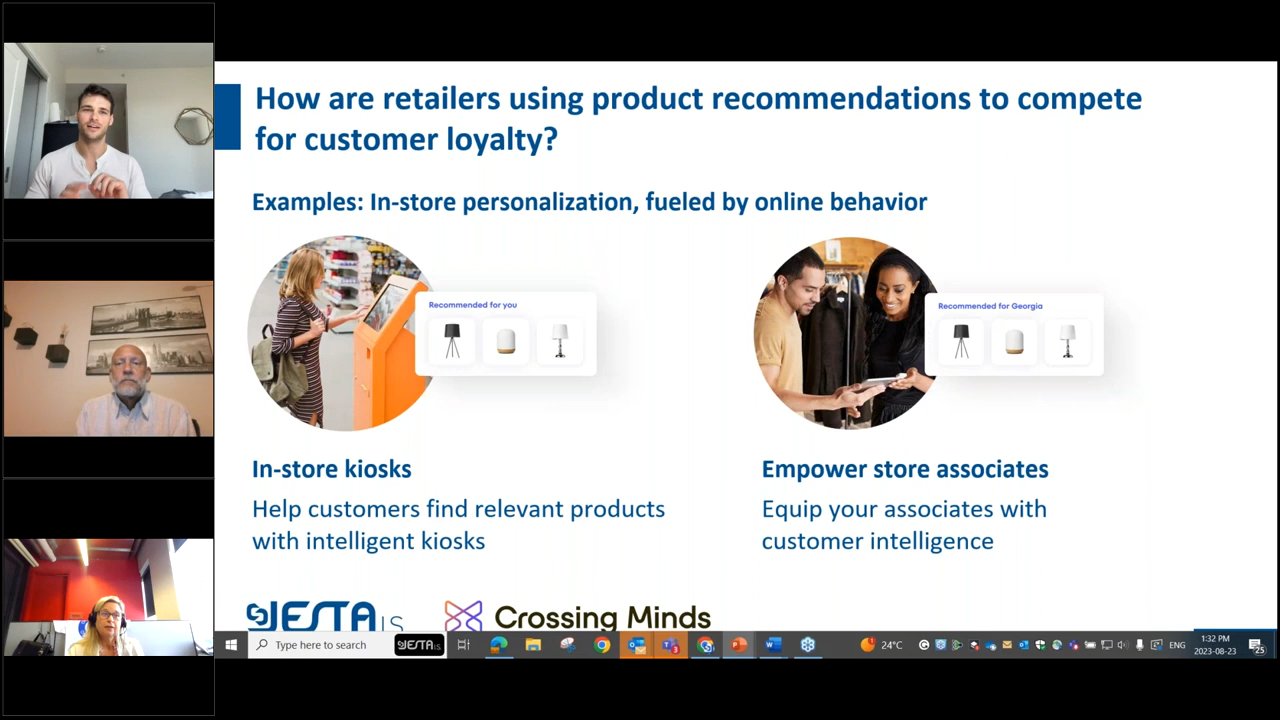 How are retailers using product recommendations to compete
for customer loyalty?
Examples: In-store personalization, fueled by online behavior
Recommended for you
Recommended for Georgia
In-store kiosks
Help customers find relevant products
with intelligent kiosks
Empower store associates
Equip your associates with
customer intelligence
JESTA I.S.
Crossing Minds
Type here to search
JESTA I.S.
3
24°C
ENG
1:32 PM
2023-08-23
25